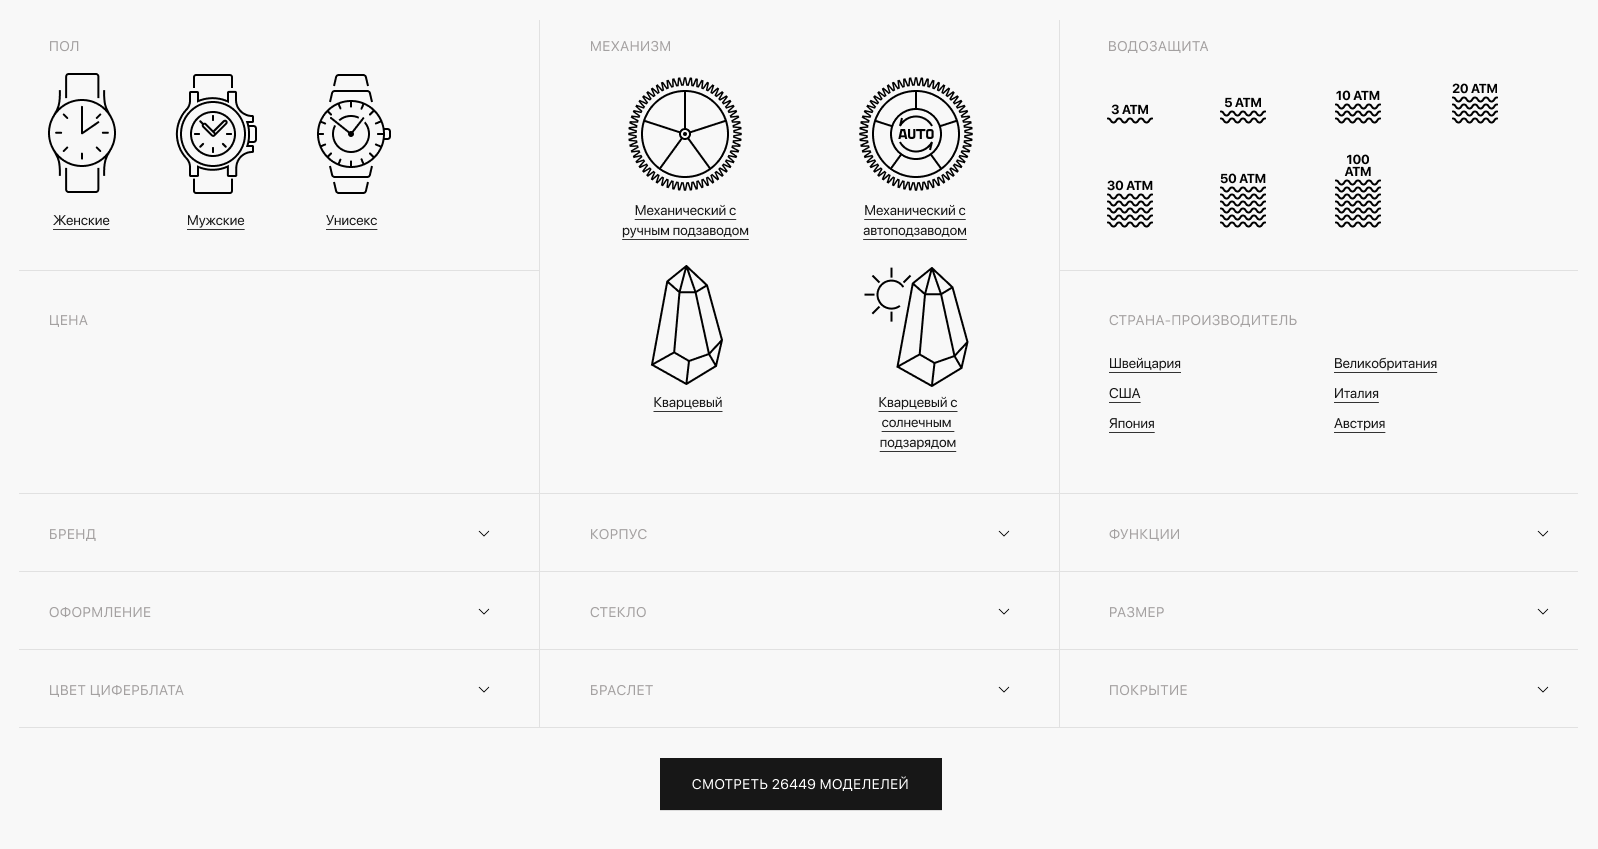 ПОЛ
Женские
Мужские
Унисекс
МЕХАНИЗМ
AUTO
Механический с
ручным подзаводом
Механический с
автоподзаводом
Кварцевый
Кварцевый с
солнечным
подзарядом
ВОДОЗАЩИТА
3 ATM
5 ATM
10 ATM
20 ATM
30 ATM
50 ATM
100
ATM
ЦЕНА
СТРАНА-ПРОИЗВОДИТЕЛЬ
Швейцария
Великобритания
США
Италия
Япония
Австрия
БРЕНД
КОРПУС
ФУНКЦИИ
ОФОРМЛЕНИЕ
СТЕКЛО
РАЗМЕР
ЦВЕТ ЦИФЕРБЛАТА
БРАСЛЕТ
ПОКРЫТИЕ
СМОТРЕТЬ 26449 МОДЕЛЕЛЕЙ